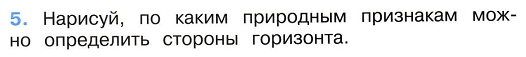 5. Нарисуй, по каким природным признакам мож-
но определить стороны горизонта.